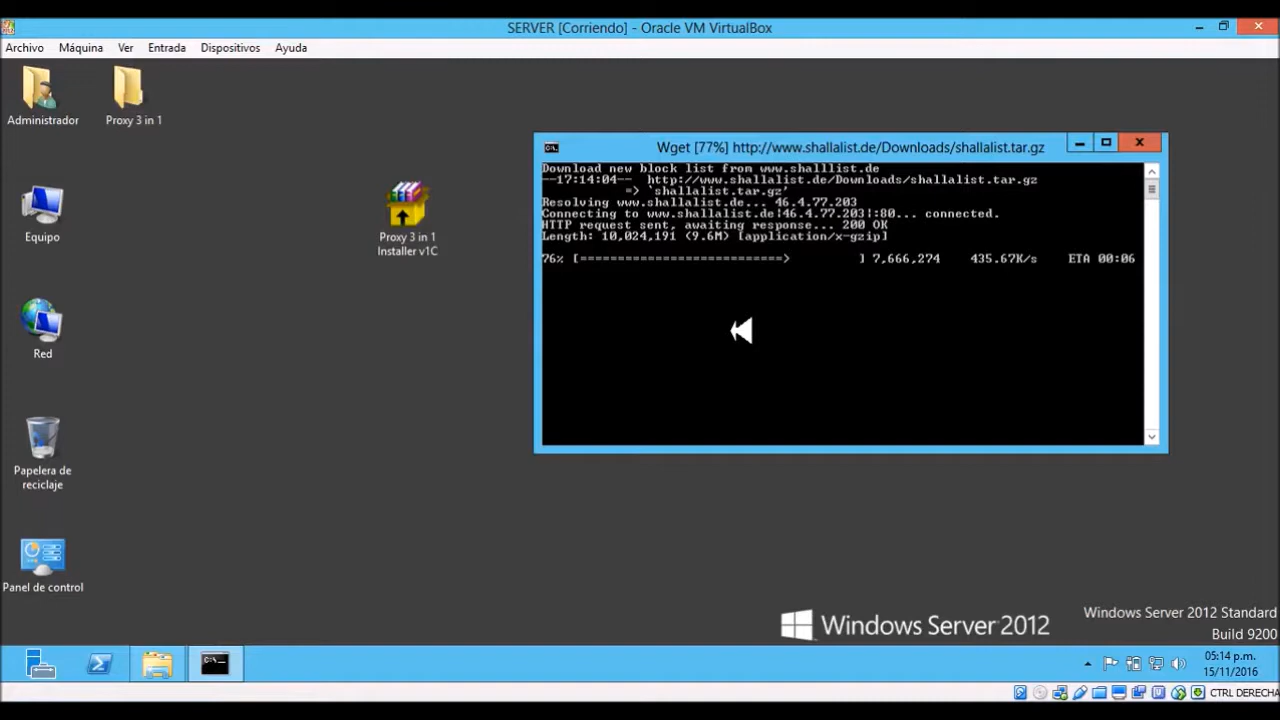 SERVER [Corriendo] - Oracle VM VirtualBox
Archivo Máquina Ver Entrada Dispositivos Ayuda
Administrador
Proxy 3 in 1
Equipo
Proxy 3 in 1
Installer v1C
Red
Papelera de
reciclaje
Panel de control
Wget [77%] http://www.shallalist.de/Downloads/shallalist.tar.gz
Download new block list from www.shalllist.de
--17:14:04-- http://www.shallalist.de/Downloads/shallalist.tar.gz
=> `shallalist.tar.gz'
Resolving www.shallalist.de... 46.4.77.203
Connecting to www.shallalist.de|46.4.77.203|:80... connected.
HTTP request sent, awaiting response... 200 OK
Length: 10,024,191 (9.6M) [application/x-gzip]
76% [===========================> ] 7,666,274 435.67K/s ETA 00:06
Windows Server 2012
Windows Server 2012 Standard
Build 9200
05:14 p.m.
15/11/2016
CTRL DERECHA